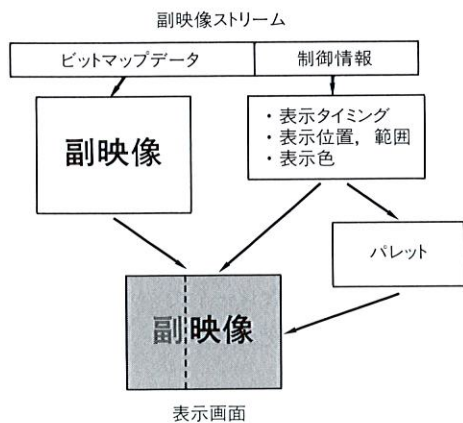 副映像ストリーム
ビットマップデータ
制御情報
副映像
・表示タイミング
・表示位置，範囲
・表示色
パレット
副映像
表示画面